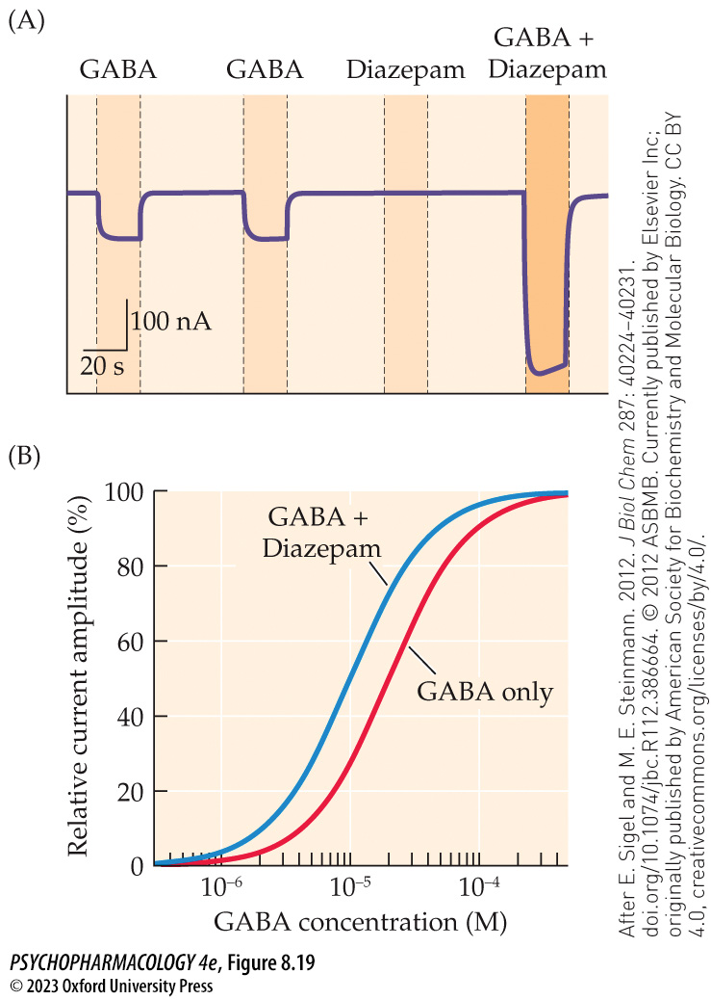 (A)
GABA
GABA
Diazepam
GABA +
Diazepam
100 nA
20 s
(B)
Relative current amplitude (%)
100
80
60
40
20
0
GABA +
Diazepam
GABA only
10–6
10–5
10–4
GABA concentration (M)
After E. Sigel and M. E. Steinmann. 2012. J Biol Chem 287: 40224–40231.
doi.org/10.1074/jbc.R112.386664. © 2012 ASBMB. Currently published by Elsevier Inc;
originally published by American Society for Biochemistry and Molecular Biology. CC BY
4.0, creativecommons.org/licenses/by/4.0/.
PSYCHOPHARMACOLOGY 4e, Figure 8.19
© 2023 Oxford University Press